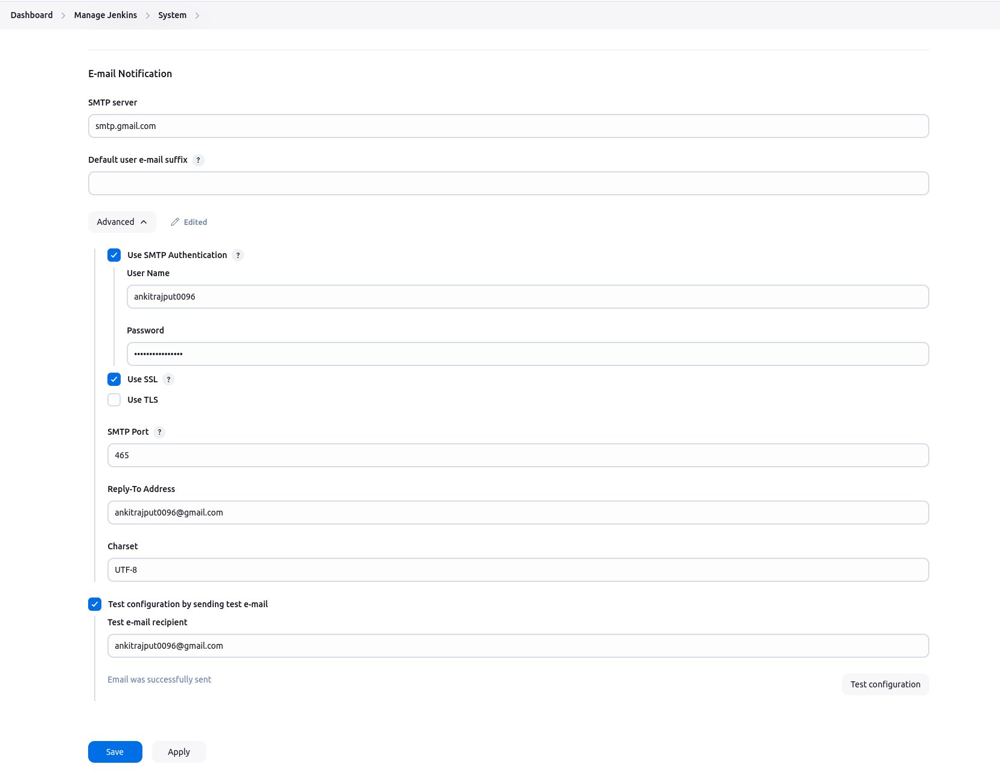 Dashboard > Manage Jenkins > System >
E-mail Notification
SMTP server
smtp.gmail.com
Default user e-mail suffix ?
Advanced Edited
Use SMTP Authentication ?
User Name
ankitrajput0096
Password
••••••••••••••••
Use SSL ?
Use TLS
SMTP Port ?
465
Reply-To Address
ankitrajput0096@gmail.com
Charset
UTF-8
Test configuration by sending test e-mail
Test e-mail recipient
ankitrajput0096@gmail.com
Email was successfully sent
Test configuration
Save Apply